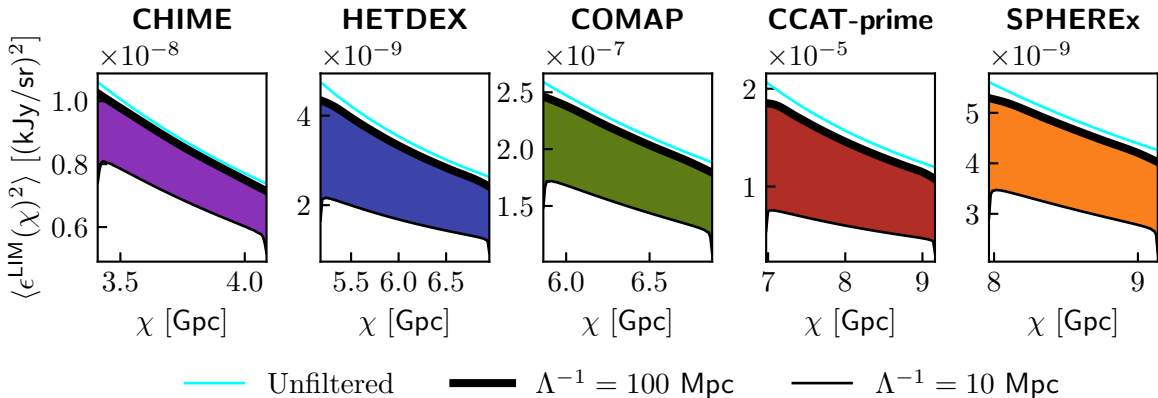 CHIME HETDEX COMAP CCAT-prime SPHEREx
×10⁻⁸ ×10⁻⁹ ×10⁻⁷ ×10⁻⁵ ×10⁻⁹
⟨ϵ^LIM(χ)²⟩ [(kJy/sr)²]
1.0
0.8
0.6
3.5 4.0
χ [Gpc]
4
2
5.5 6.0 6.5
χ [Gpc]
2.5
2.0
1.5
6.0 6.5
χ [Gpc]
2
1
7 8 9
χ [Gpc]
5
4
3
8 9
χ [Gpc]
Unfiltered Λ⁻¹ = 100 Mpc Λ⁻¹ = 10 Mpc